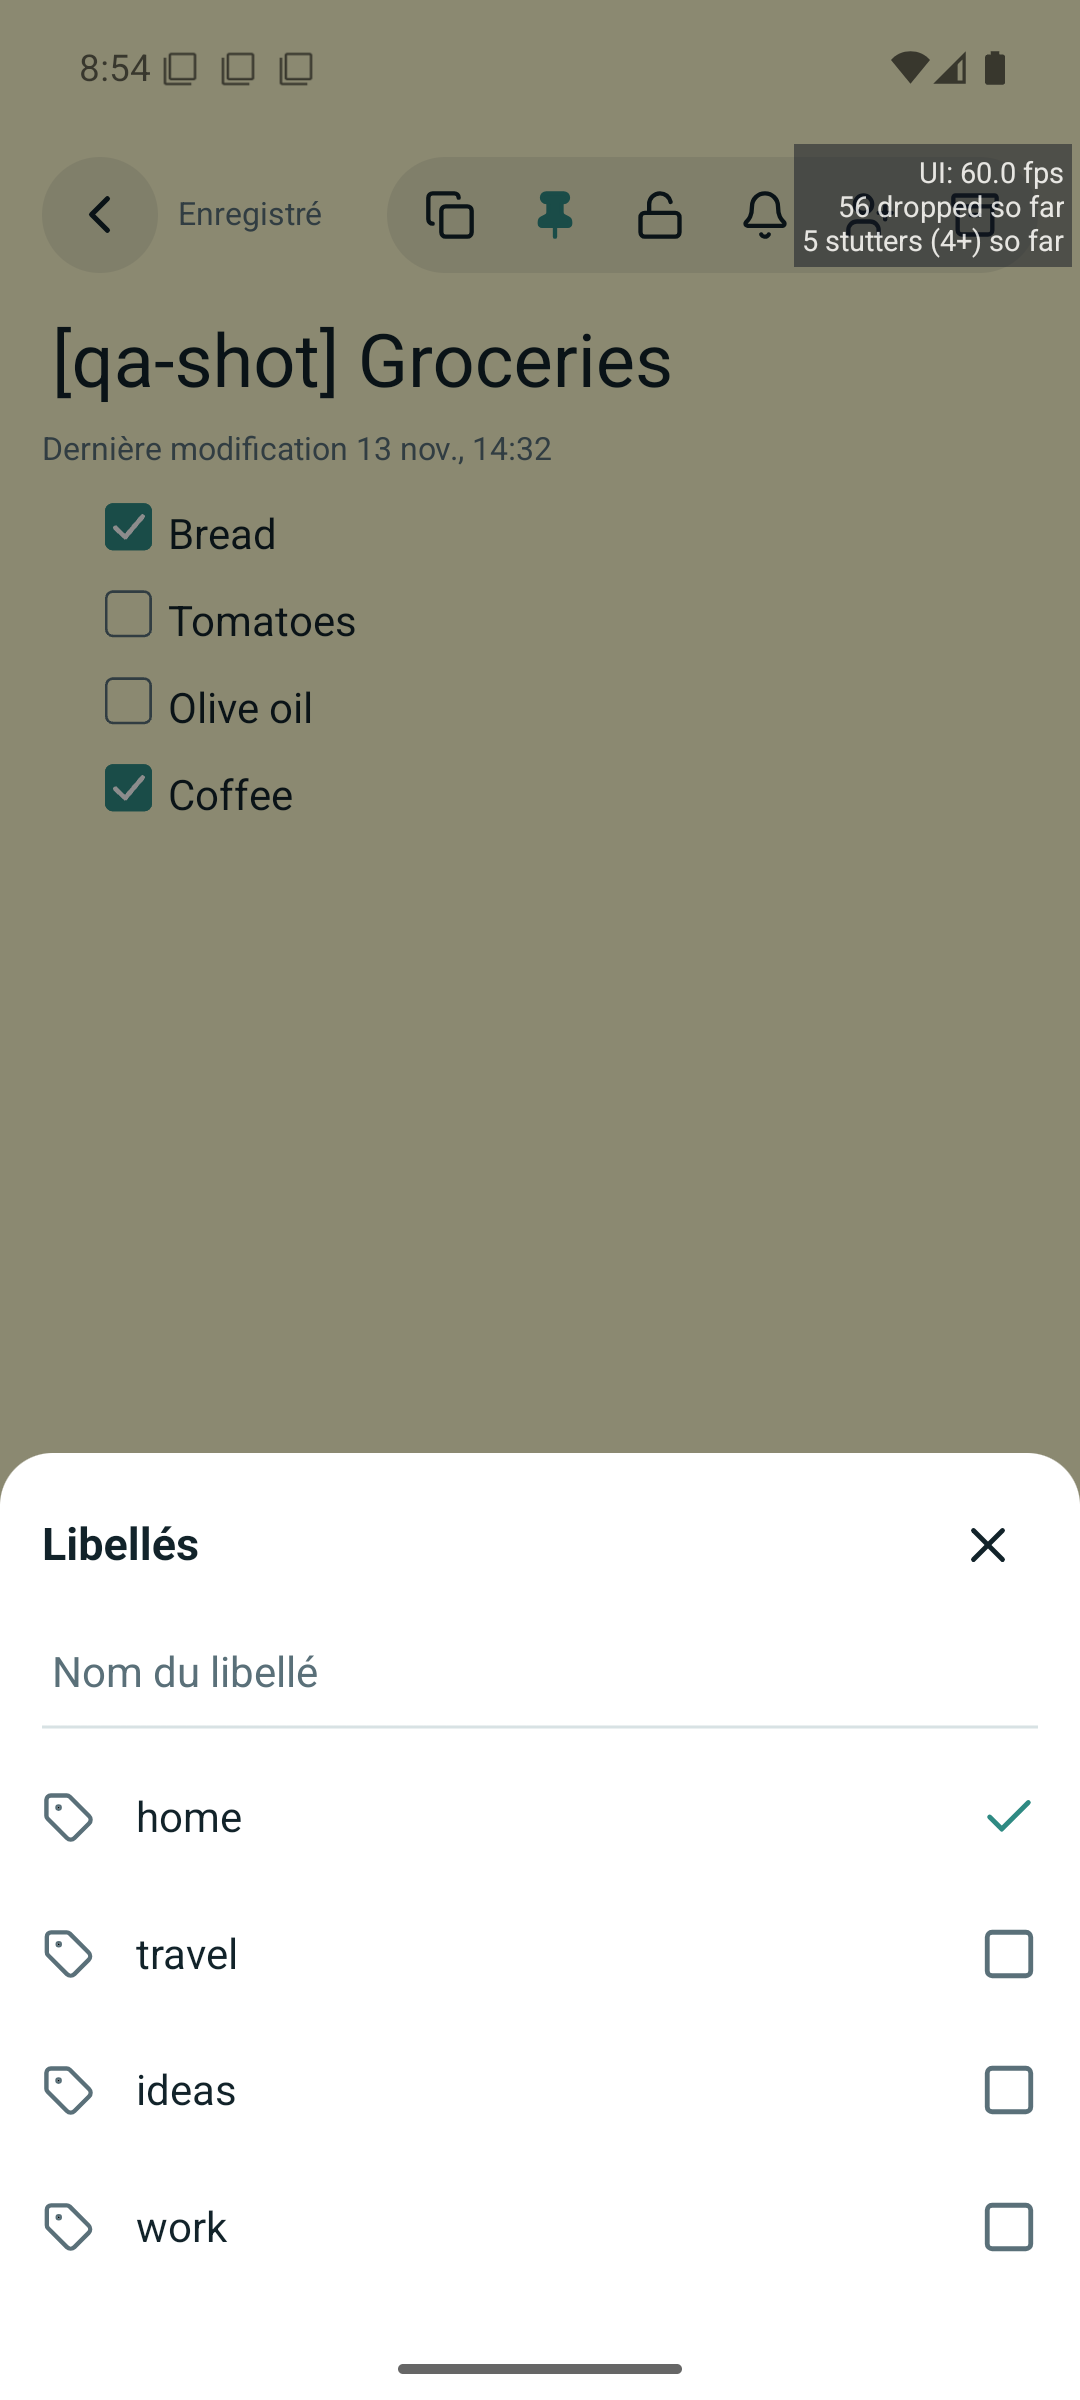 8:54
Enregistré
UI: 60.0 fps
56 dropped so far
5 stutters (4+) so far
[qa-shot] Groceries
Dernière modification 13 nov., 14:32
Bread
Tomatoes
Olive oil
Coffee
Libellés
Nom du libellé
home
travel
ideas
work